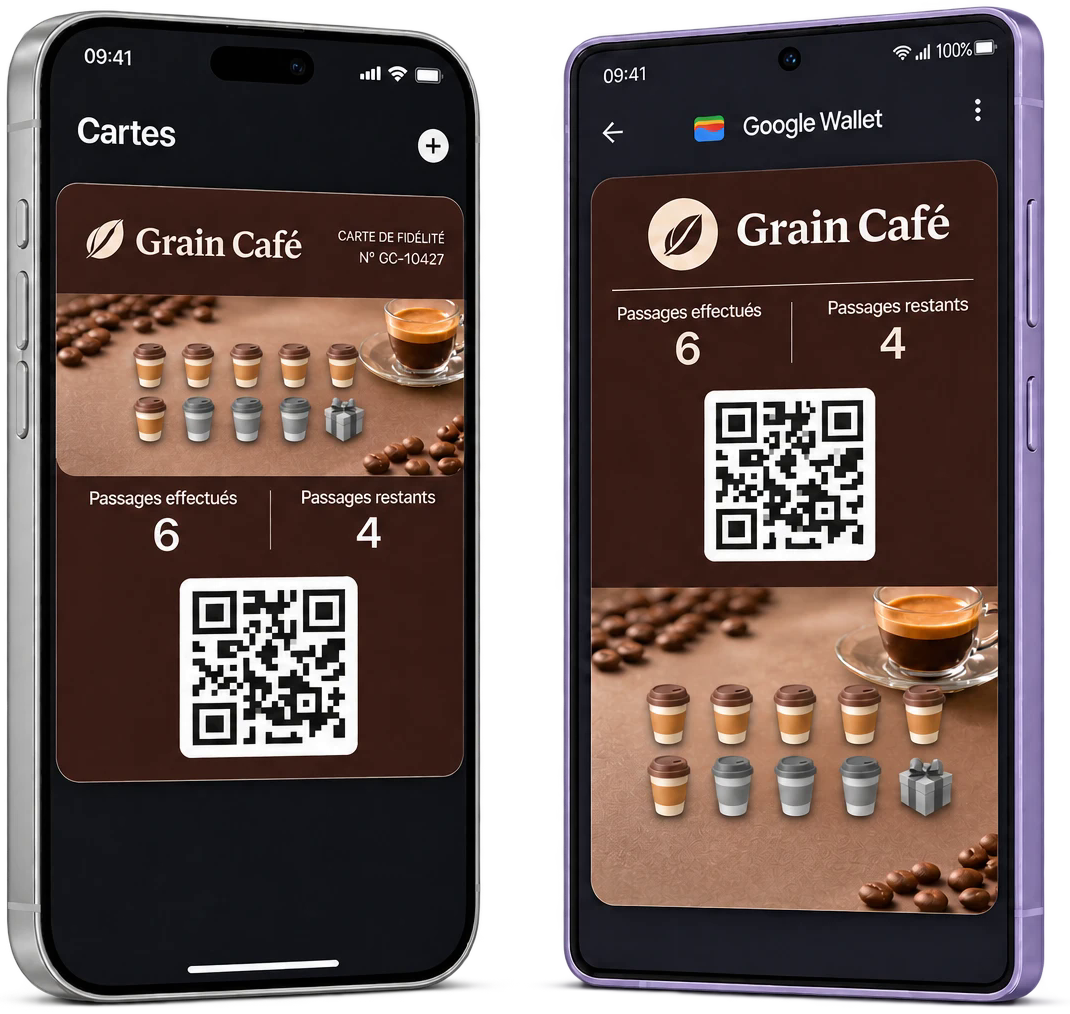 09:41
Cartes
+
Grain Café
CARTE DE FIDÉLITÉ
N° GC-10427
Passages effectués
6
Passages restants
4
09:41
100%
Google Wallet
Grain Café
Passages effectués
6
Passages restants
4